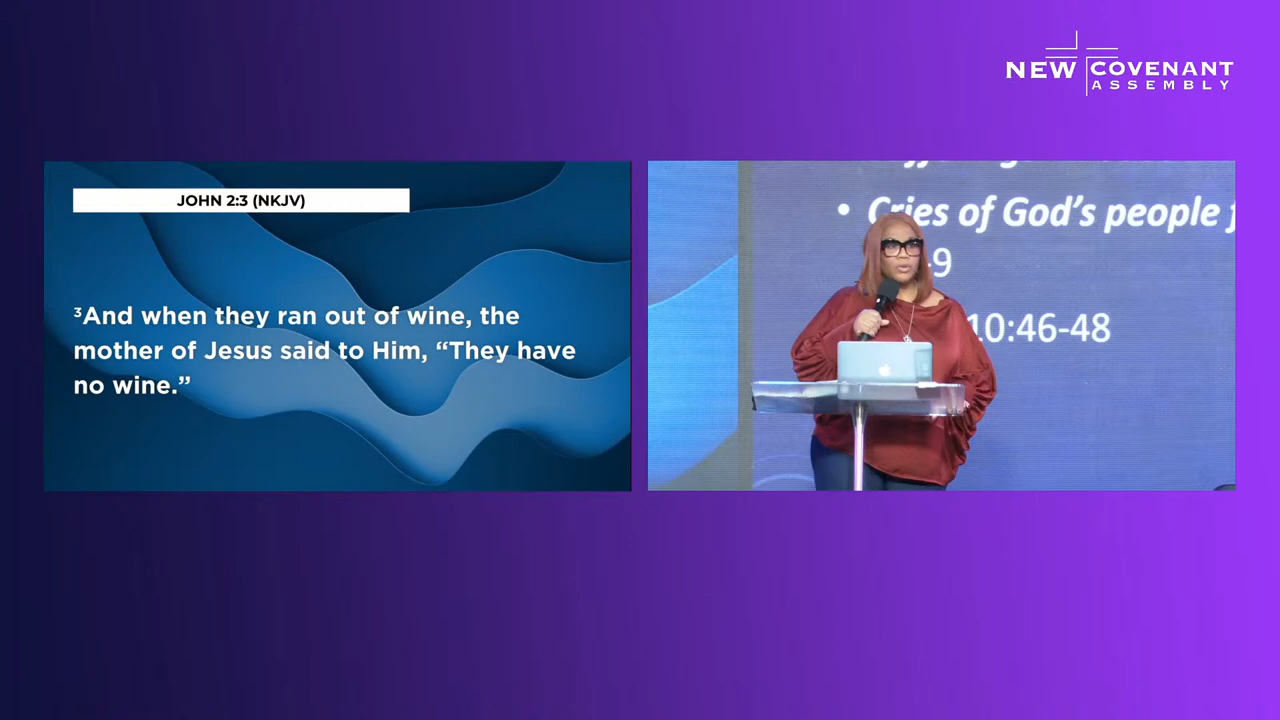 NEW COVENANT
ASSEMBLY
JOHN 2:3 (NKJV)
³And when they ran out of wine, the
mother of Jesus said to Him, “They have
no wine.”
• Cries of God’s people
-9
10:46-48